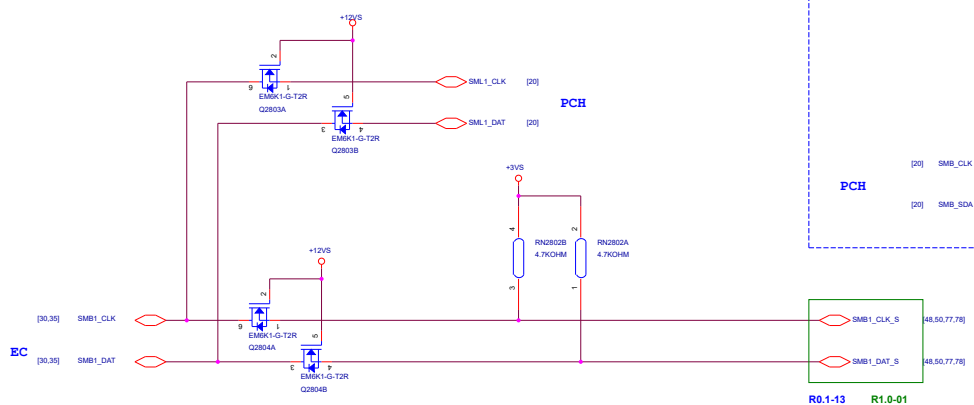 +12VS
2
6
1
EM6K1-G-T2R
Q2803A
SML1_CLK
[20]
5
3
4
EM6K1-G-T2R
Q2803B
SML1_DAT
[20]
PCH
[20]
SMB_CLK
PCH
[20]
SMB_SDA
+3VS
4
2
RN2802B
4.7KOHM
RN2802A
4.7KOHM
3
1
+12VS
2
[30,35]
SMB1_CLK
6
1
EM6K1-G-T2R
Q2804A
SMB1_CLK_S
[48,50,77,78]
EC
5
[30,35]
SMB1_DAT
3
4
EM6K1-G-T2R
Q2804B
SMB1_DAT_S
[48,50,77,78]
R0.1-13
R1.0-01